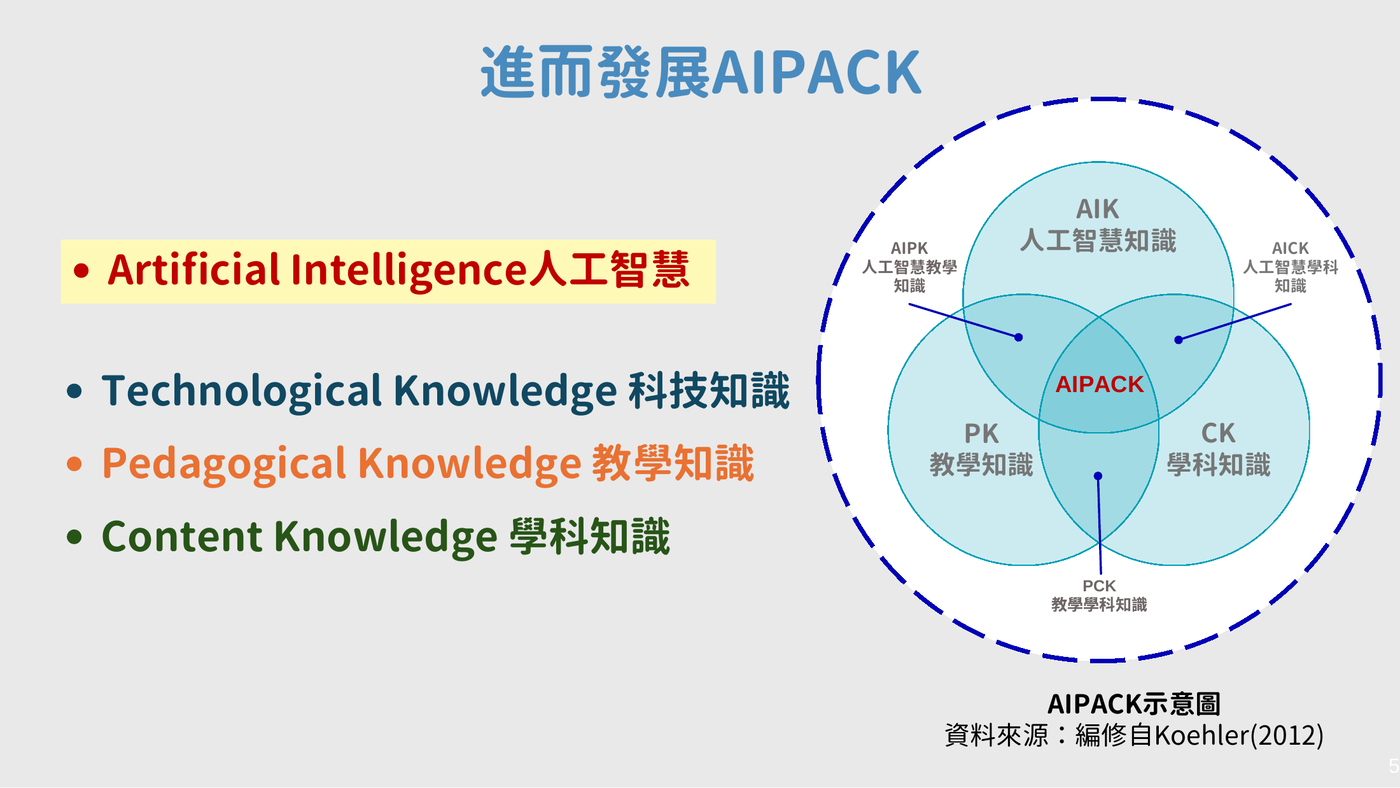 進而發展AIPACK
• Artificial Intelligence人工智慧
• Technological Knowledge 科技知識
• Pedagogical Knowledge 教學知識
• Content Knowledge 學科知識
AIK
人工智慧知識
AIPK
人工智慧教學
知識
AICK
人工智慧學科
知識
AIPACK
PK
教學知識
CK
學科知識
PCK
教學學科知識
AIPACK示意圖
資料來源：編修自Koehler(2012)
5